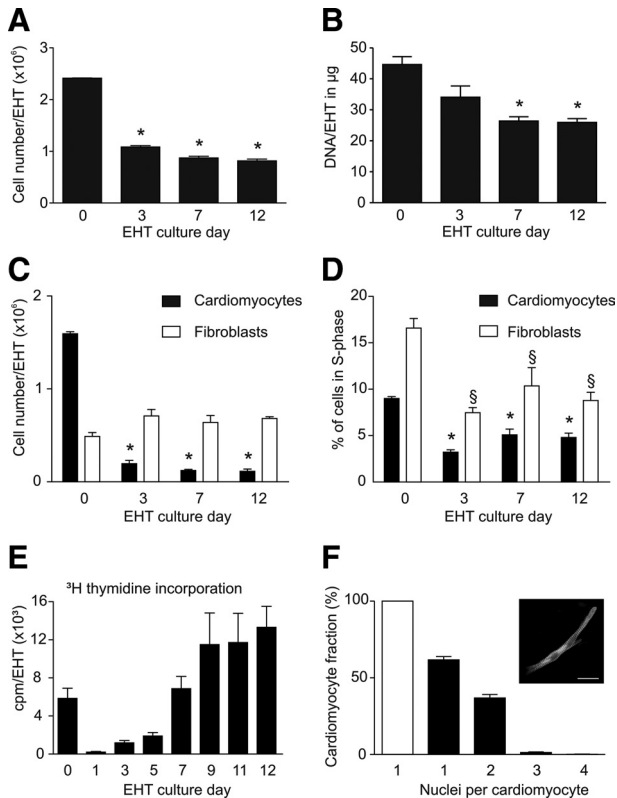 A
Cell number/EHT (x10⁶)
3
2
1
0
*
*
*
0 3 7 12
EHT culture day
B
DNA/EHT in µg
50
40
30
20
10
0
*
*
0 3 7 12
EHT culture day
C
Cell number/EHT (x10⁶)
2
1
0
Cardiomyocytes
Fibroblasts
*
*
*
0 3 7 12
EHT culture day
D
% of cells in S-phase
20
15
10
5
0
Cardiomyocytes
Fibroblasts
§
§
§
*
*
*
0 3 7 12
EHT culture day
E
³H thymidine incorporation
cpm/EHT (x10³)
16
12
8
4
0
0 1 3 5 7 9 11 12
EHT culture day
F
Cardiomyocyte fraction (%)
100
50
0
1 1 2 3 4
Nuclei per cardiomyocyte